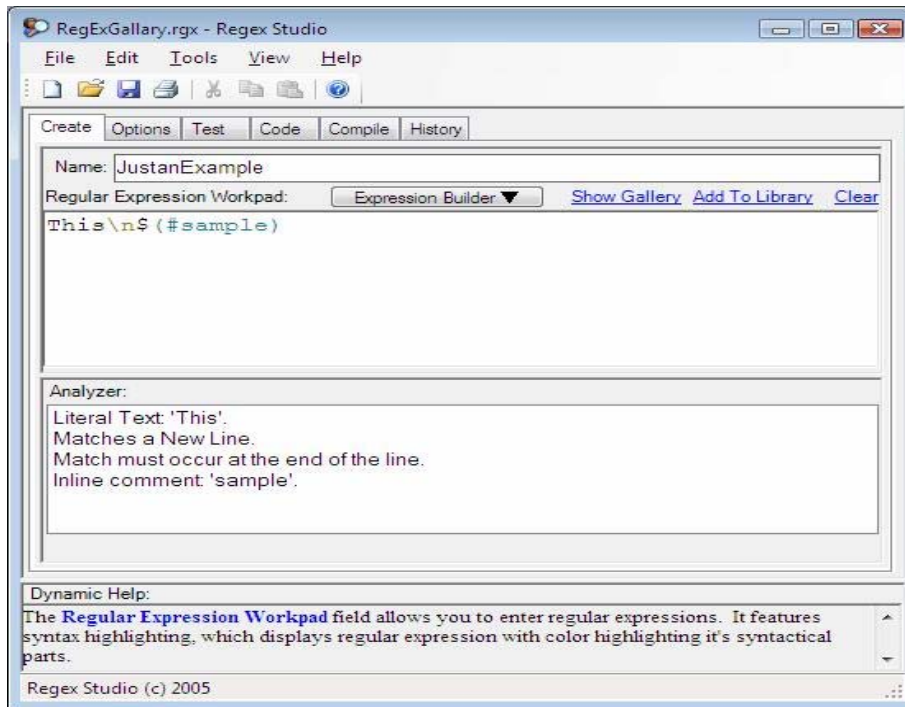 RegExGallary.rgx - Regex Studio
File Edit Tools View Help
Create Options Test Code Compile History
Name: JustanExample
Regular Expression Workpad: Expression Builder ▼ Show Gallery Add To Library Clear
This\n$(#sample)
Analyzer:
Literal Text: 'This'.
Matches a New Line.
Match must occur at the end of the line.
Inline comment: 'sample'.
Dynamic Help:
The Regular Expression Workpad field allows you to enter regular expressions. It features
syntax highlighting, which displays regular expression with color highlighting it's syntactical
parts.
Regex Studio (c) 2005